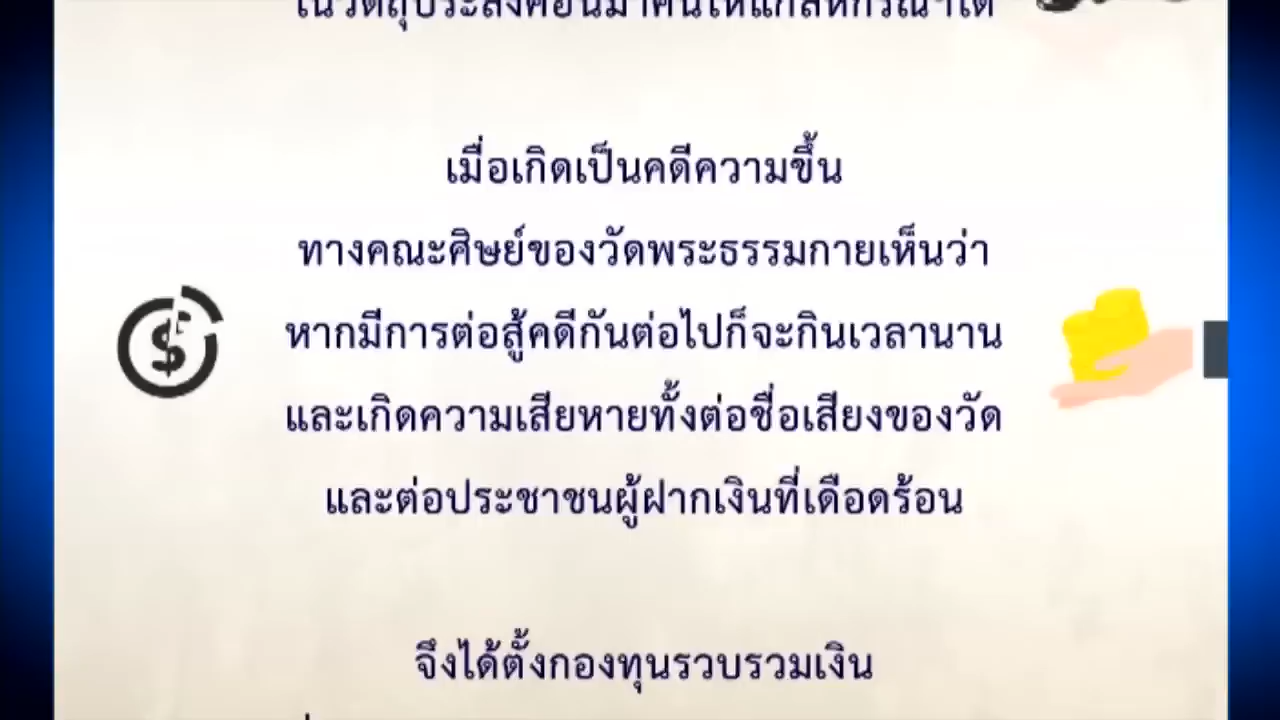 เมื่อเกิดเป็นคดีความขึ้น
ทางคณะศิษย์ของวัดพระธรรมกายเห็นว่า
หากมีการต่อสู้คดีกันต่อไปก็จะกินเวลานาน
และเกิดความเสียหายทั้งต่อชื่อเสียงของวัด
และต่อประชาชนผู้ฝากเงินที่เดือดร้อน
จึงได้ตั้งกองทุนรวบรวมเงิน